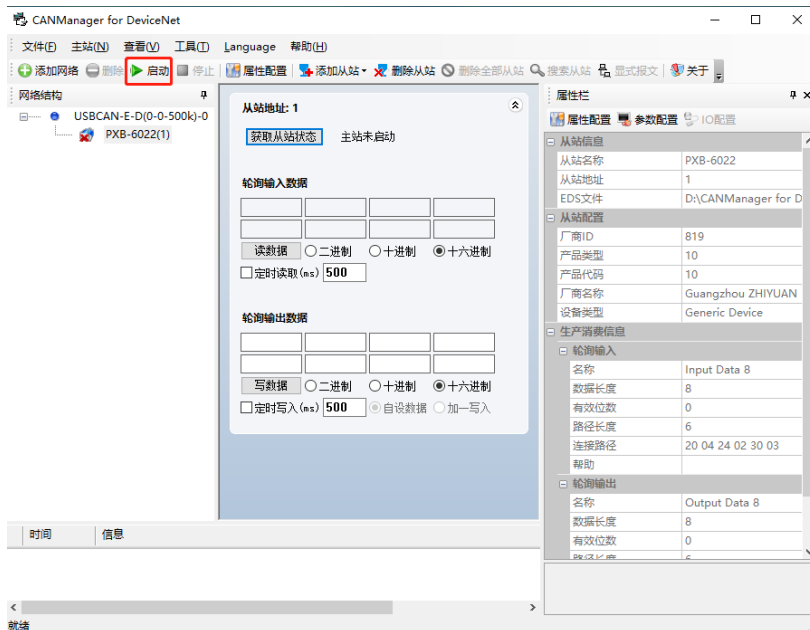 CANManager for DeviceNet
文件(F) 主站(N) 查看(V) 工具(T) Language 帮助(H)
添加网络 删除 启动 停止 属性配置 添加从站 删除从站 删除全部从站 搜索从站 显式报文 关于
网络结构
USBCAN-E-D(0-0-500k)-0
PXB-6022(1)
从站地址: 1
获取从站状态 主站未启动
轮询输入数据
读数据 二进制 十进制 十六进制
定时读取(ms) 500
轮询输出数据
写数据 二进制 十进制 十六进制
定时写入(ms) 500 自设数据 加一写入
属性栏
属性配置 参数配置 IO配置
从站信息
从站名称 PXB-6022
从站地址 1
EDS文件 D:\CANManager for D
从站配置
厂商ID 819
产品类型 10
产品代码 10
厂商名称 Guangzhou ZHIYUAN
设备类型 Generic Device
生产消费信息
轮询输入
名称 Input Data 8
数据长度 8
有效位数 0
路径长度 6
连接路径 20 04 24 02 30 03
帮助
轮询输出
名称 Output Data 8
数据长度 8
有效位数 0
路径长度 6
时间 信息
就绪